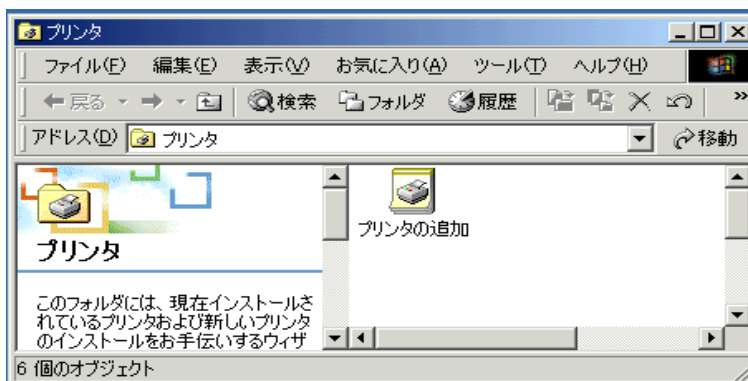 プリンタ
ファイル(F) 編集(E) 表示(V) お気に入り(A) ツール(T) ヘルプ(H)
戻る 検索 フォルダ 履歴 »
アドレス(D) プリンタ 移動
プリンタ
このフォルダには、現在インストールさ
れているプリンタおよび新しいプリンタ
のインストールをお手伝いするウィザ
プリンタの追加
6 個のオブジェクト